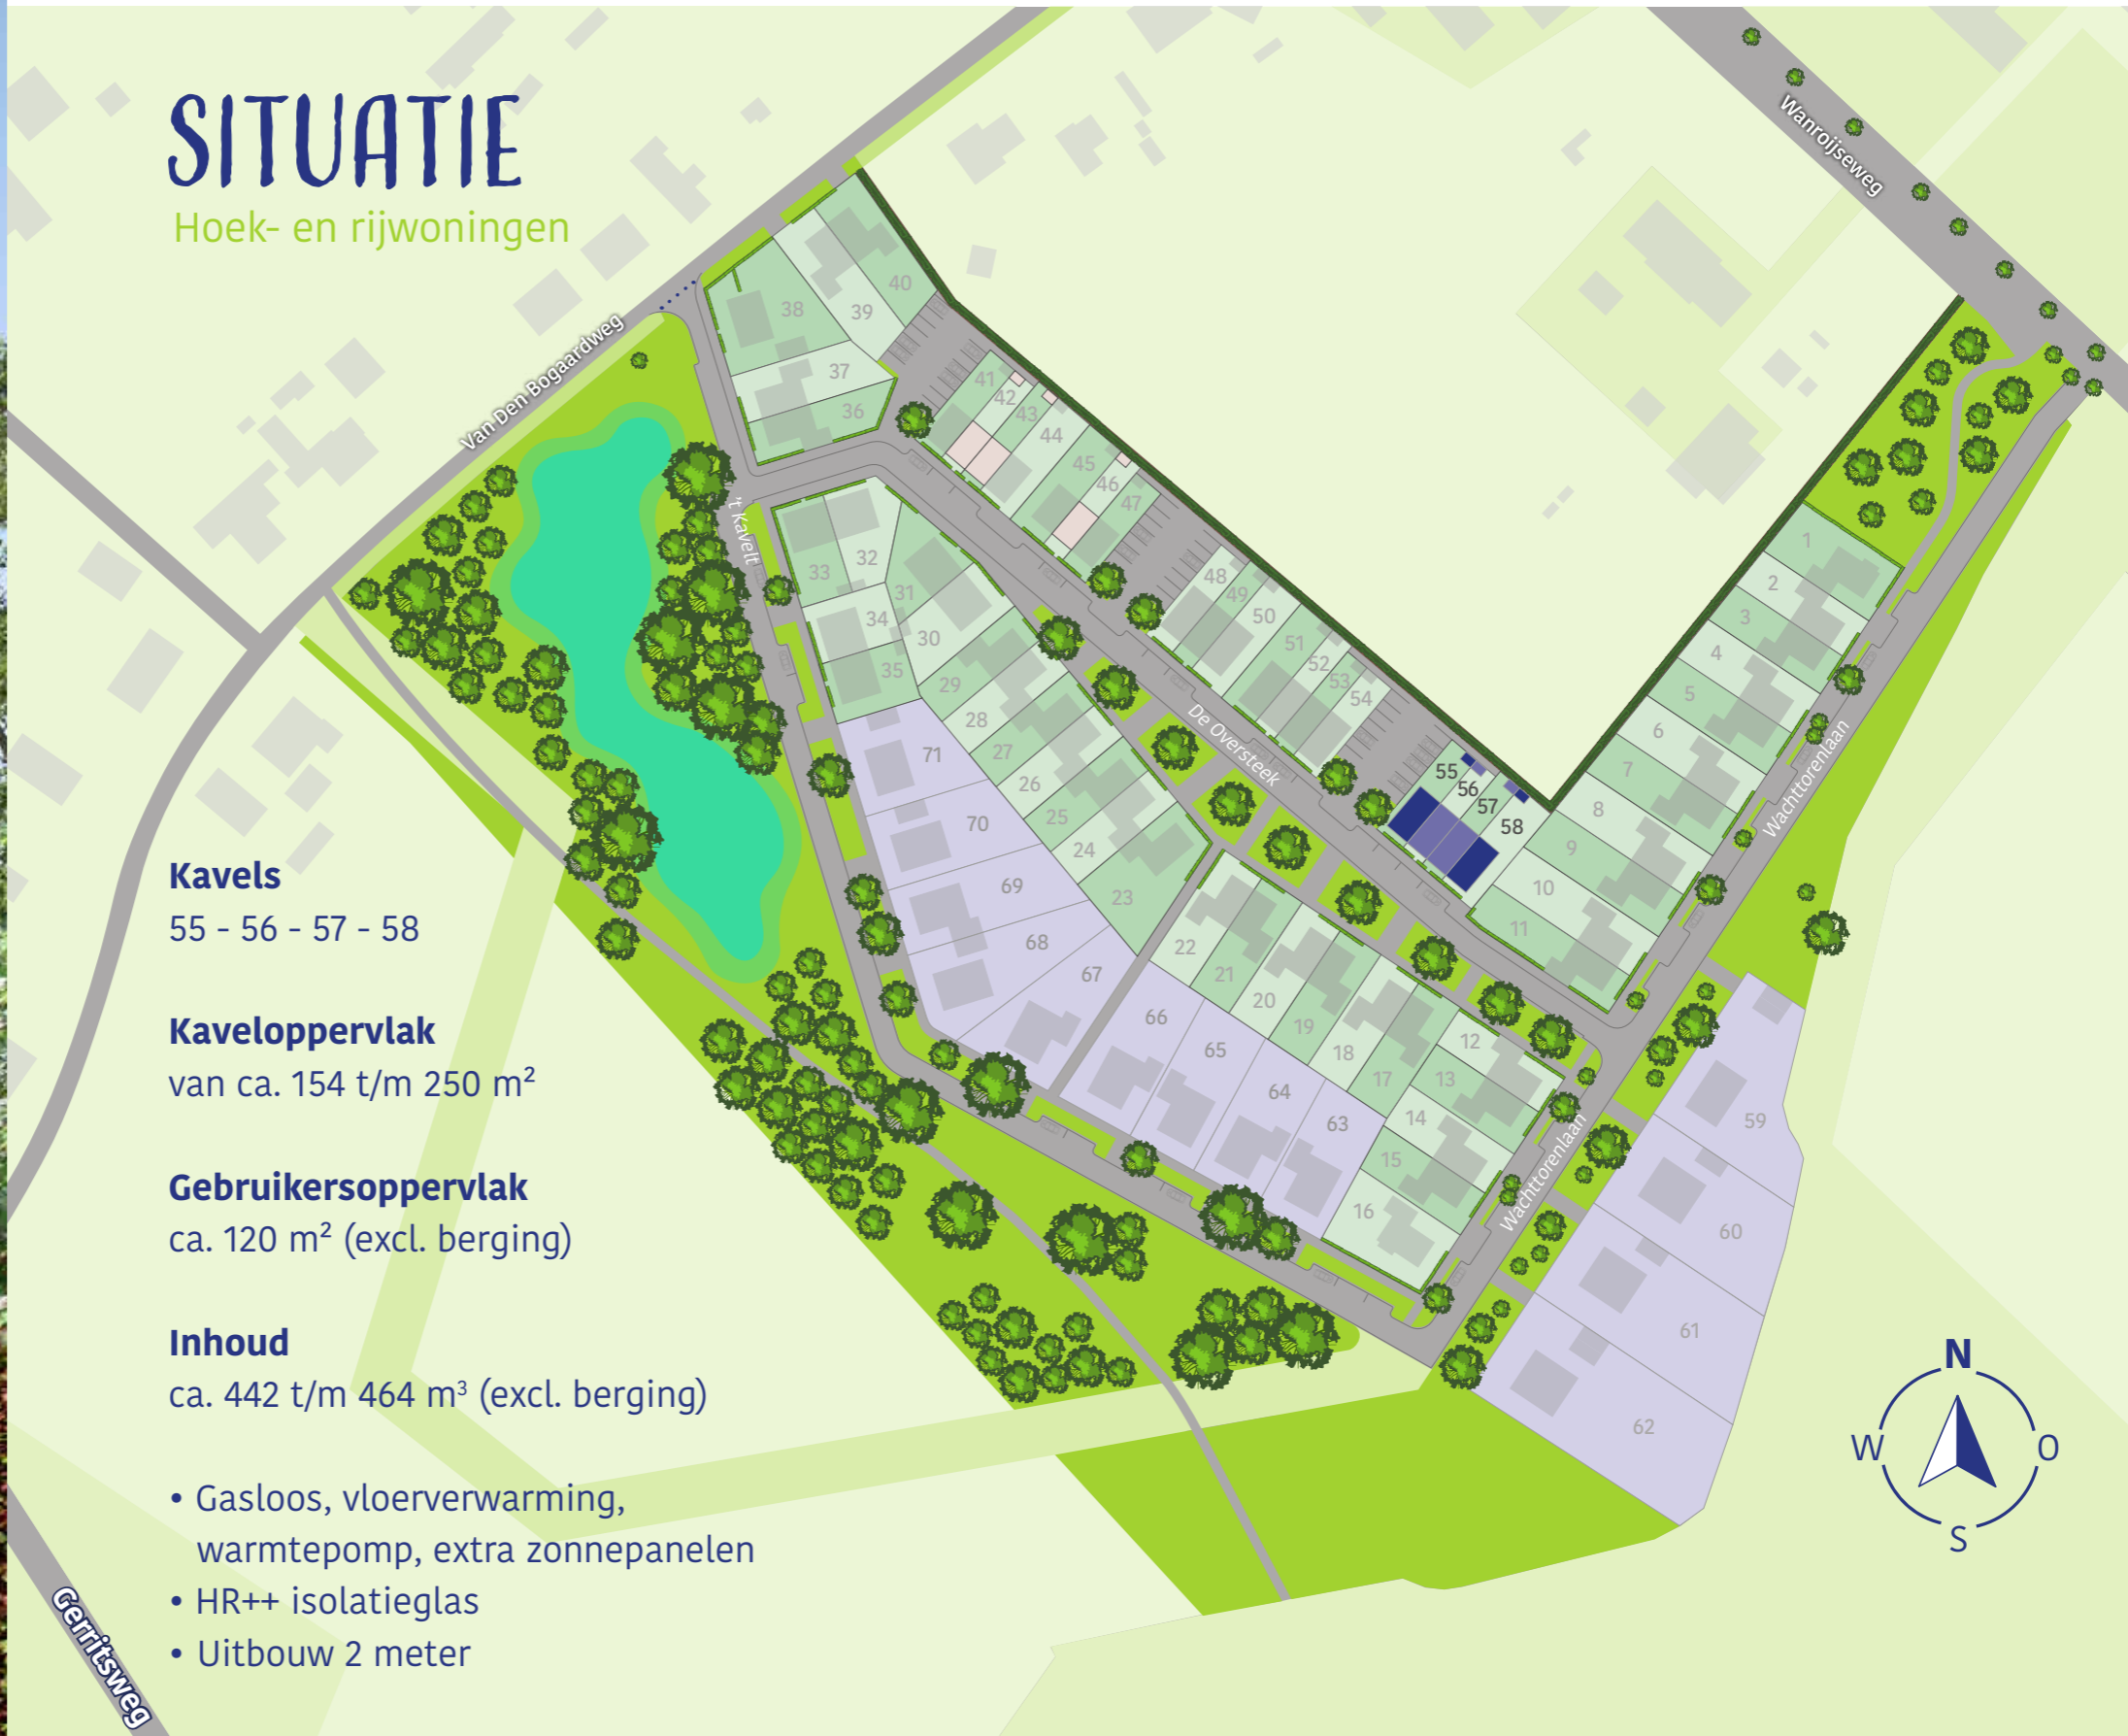 SITUATIE
Hoek- en rijwoningen
Kavels
55 - 56 - 57 - 58
Kaveloppervlak
van ca. 154 t/m 250 m²
Gebruikersoppervlak
ca. 120 m² (excl. berging)
Inhoud
ca. 442 t/m 464 m³ (excl. berging)
• Gasloos, vloerverwarming,
warmtepomp, extra zonnepanelen
• HR++ isolatieglas
• Uitbouw 2 meter
Van Den Bogaardweg
Wanroijseweg
't Kavelt
De Oversteek
Wachttorenlaan
Wachttorenlaan
Gerritsweg
1
2
3
4
5
6
7
8
9
10
11
12
13
14
15
16
17
18
19
20
21
22
23
24
25
26
27
28
29
30
31
32
33
34
35
36
37
38
39
40
41
42
43
44
45
46
47
48
49
50
51
52
53
54
55
56
57
58
59
60
61
62
63
64
65
66
67
68
69
70
71
N
W
O
S